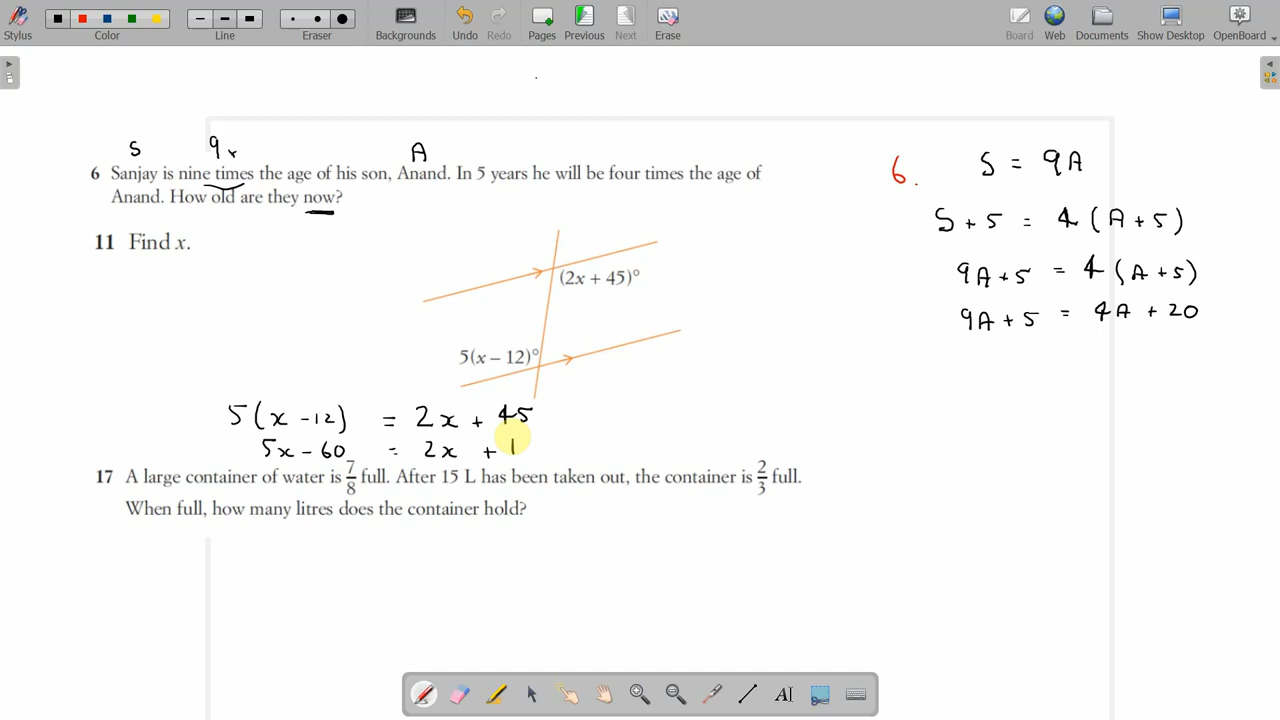 Stylus Color Line Eraser Backgrounds Undo Redo Pages Previous Next Erase Board Web Documents Show Desktop OpenBoard
S 9x A
6 Sanjay is nine times the age of his son, Anand. In 5 years he will be four times the age of
Anand. How old are they now?
11 Find x.
(2x + 45)°
5(x – 12)°
5(x - 12) = 2x + 45
5x - 60 = 2x +
17 A large container of water is 7/8 full. After 15 L has been taken out, the container is 2/3 full.
When full, how many litres does the container hold?
6. S = 9A
S + 5 = 4(A + 5)
9A + 5 = 4(A + 5)
9A + 5 = 4A + 20
AI